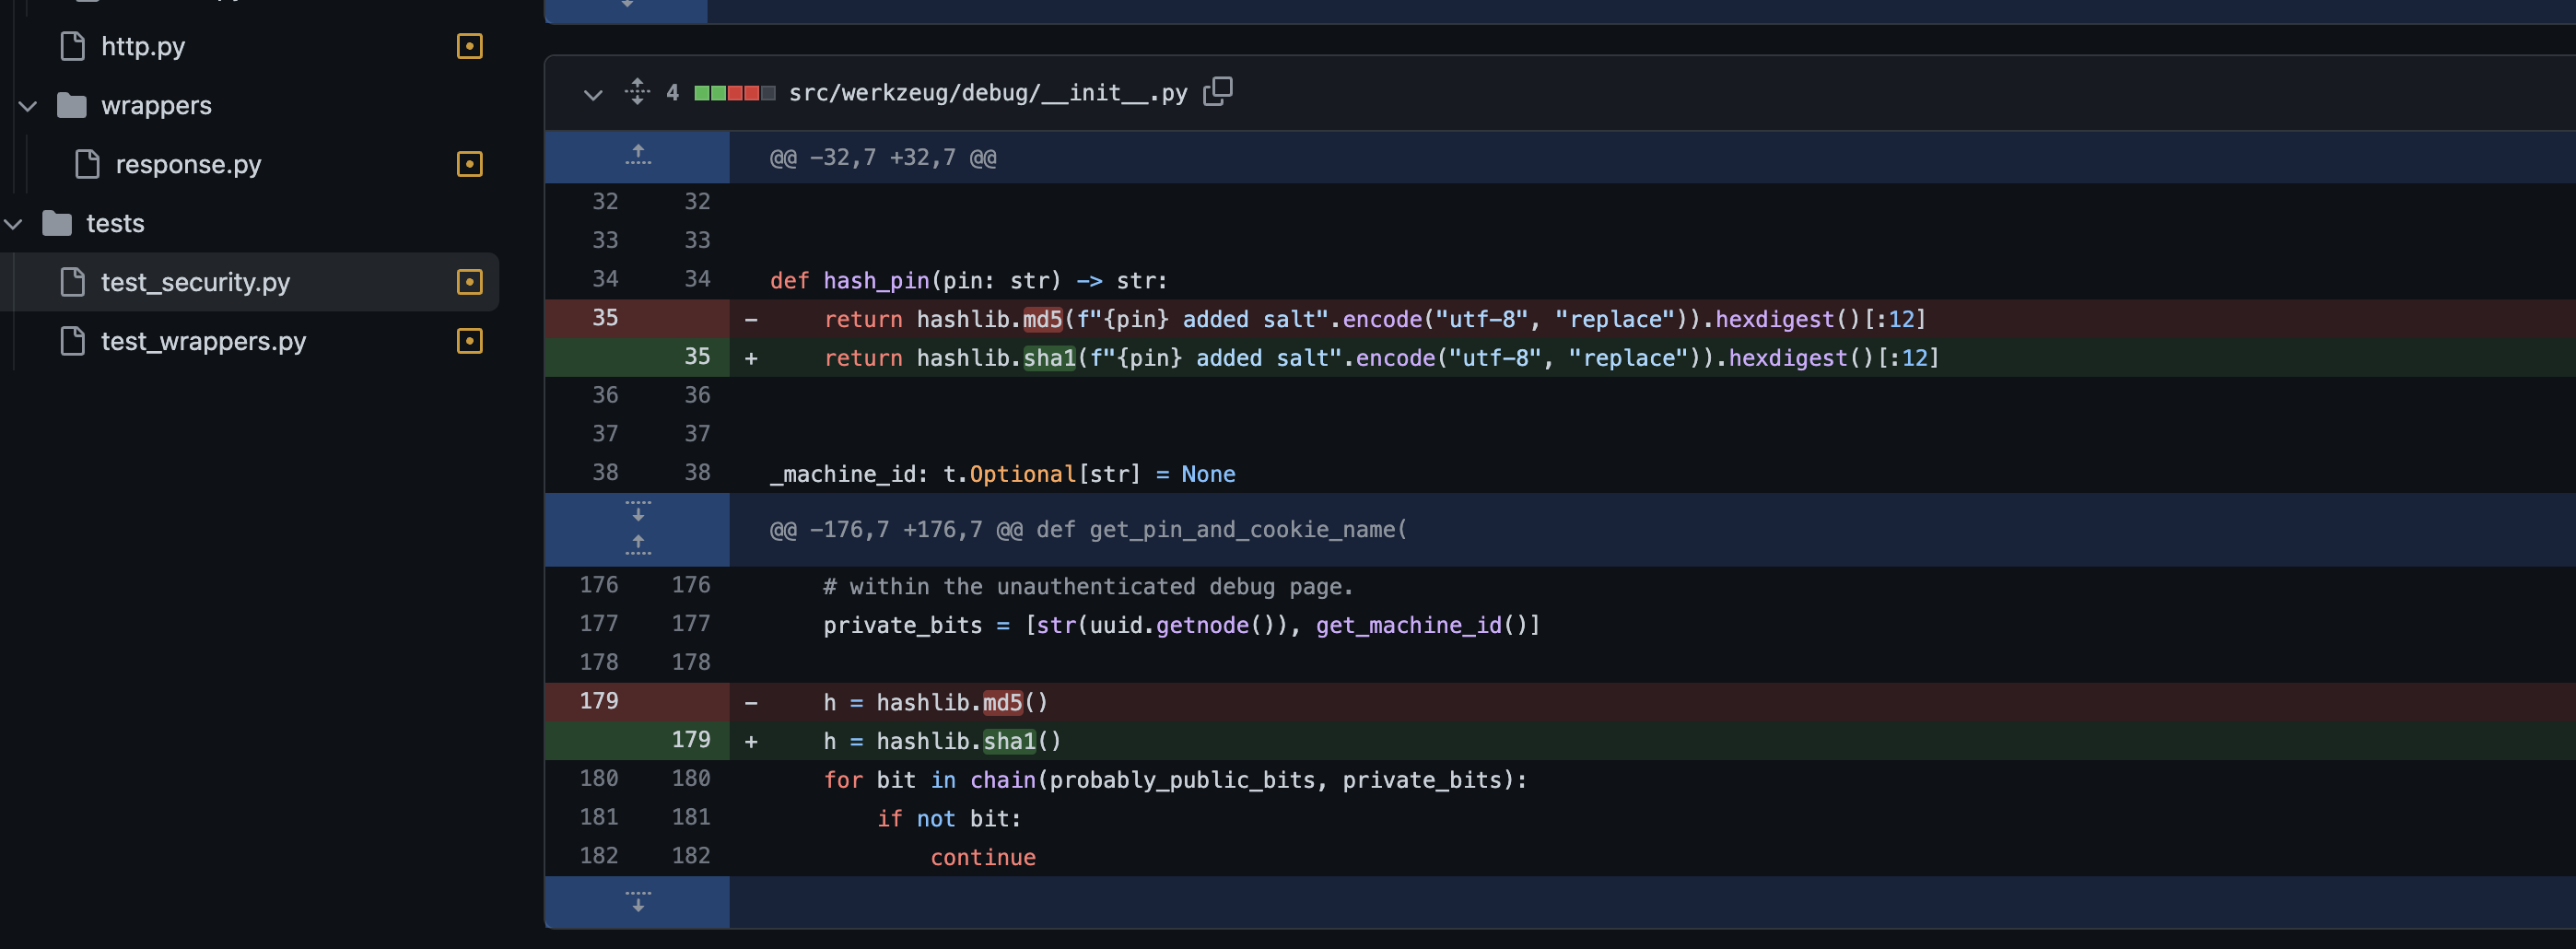 http.py
wrappers
response.py
tests
test_security.py
test_wrappers.py
4 src/werkzeug/debug/__init__.py
@@ -32,7 +32,7 @@
32 32
33 33
34 34 def hash_pin(pin: str) -> str:
35 - return hashlib.md5(f"{pin} added salt".encode("utf-8", "replace")).hexdigest()[:12]
35 + return hashlib.sha1(f"{pin} added salt".encode("utf-8", "replace")).hexdigest()[:12]
36 36
37 37
38 38 _machine_id: t.Optional[str] = None
@@ -176,7 +176,7 @@ def get_pin_and_cookie_name(
176 176 # within the unauthenticated debug page.
177 177 private_bits = [str(uuid.getnode()), get_machine_id()]
178 178
179 - h = hashlib.md5()
179 + h = hashlib.sha1()
180 180 for bit in chain(probably_public_bits, private_bits):
181 181 if not bit:
182 182 continue